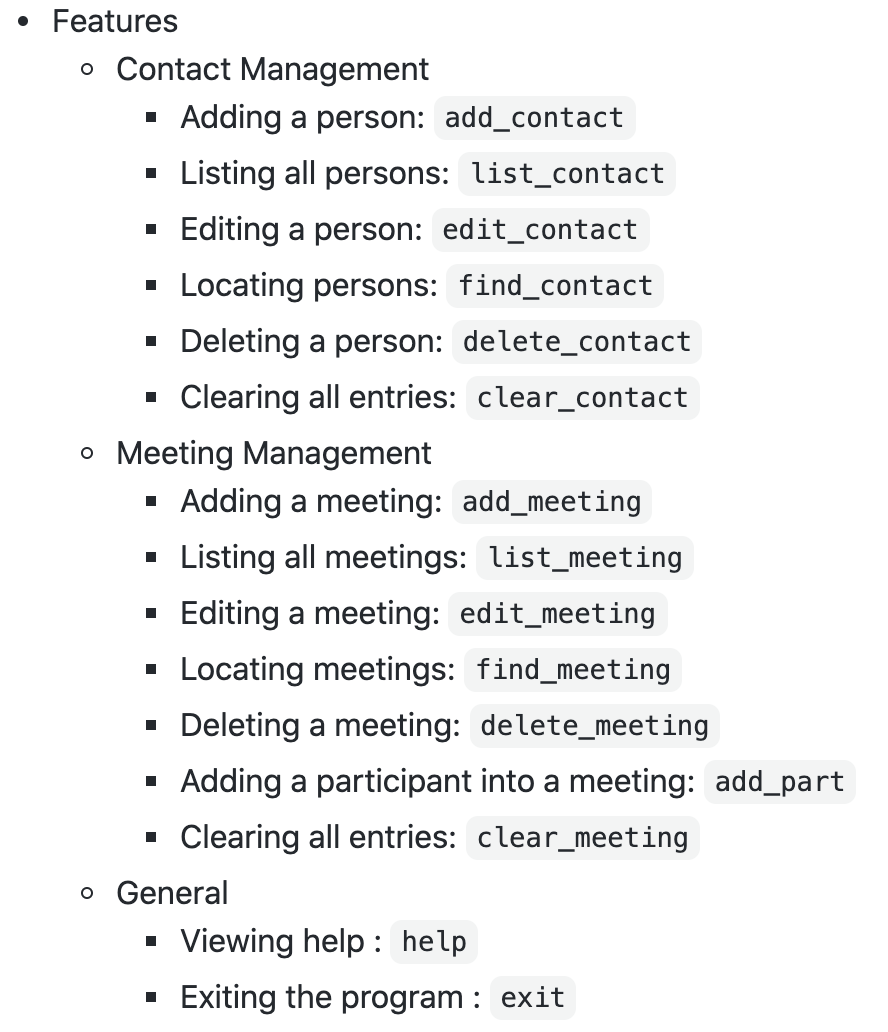 Features
Contact Management
Adding a person: add_contact
Listing all persons: list_contact
Editing a person: edit_contact
Locating persons: find_contact
Deleting a person: delete_contact
Clearing all entries: clear_contact
Meeting Management
Adding a meeting: add_meeting
Listing all meetings: list_meeting
Editing a meeting: edit_meeting
Locating meetings: find_meeting
Deleting a meeting: delete_meeting
Adding a participant into a meeting: add_part
Clearing all entries: clear_meeting
General
Viewing help : help
Exiting the program : exit